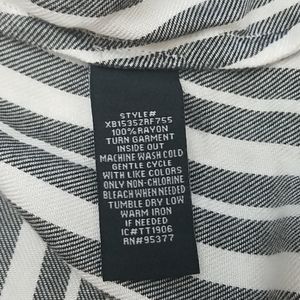 STYLE#
XB1535ZRF755
100%RAYON
TURN GARMENT
INSIDE OUT
MACHINE WASH COLD
GENTLE CYCLE
WITH LIKE COLORS
ONLY NON-CHLORINE
BLEACH WHEN NEEDED
TUMBLE DRY LOW
WARM IRON
IF NEEDED
IC#TT1906
RN#95377